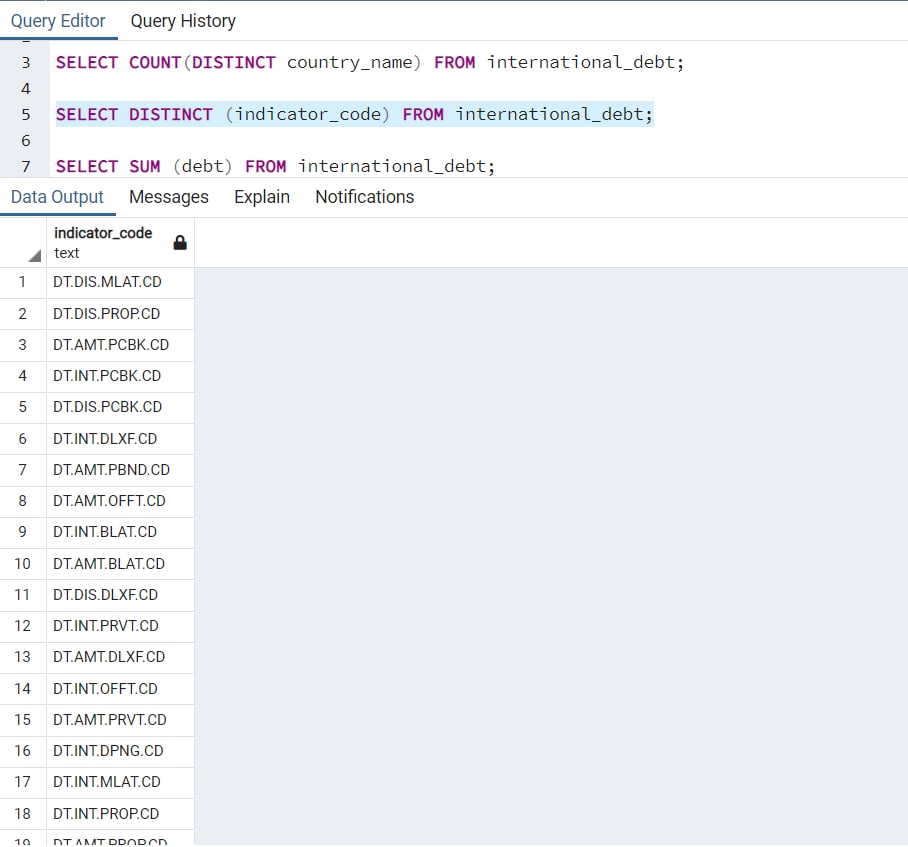 Query Editor Query History
3 SELECT COUNT(DISTINCT country_name) FROM international_debt;
4
5 SELECT DISTINCT (indicator_code) FROM international_debt;
6
7 SELECT SUM (debt) FROM international_debt;
Data Output Messages Explain Notifications
indicator_code
text
1 DT.DIS.MLAT.CD
2 DT.DIS.PROP.CD
3 DT.AMT.PCBK.CD
4 DT.INT.PCBK.CD
5 DT.DIS.PCBK.CD
6 DT.INT.DLXF.CD
7 DT.AMT.PBND.CD
8 DT.AMT.OFFT.CD
9 DT.INT.BLAT.CD
10 DT.AMT.BLAT.CD
11 DT.DIS.DLXF.CD
12 DT.INT.PRVT.CD
13 DT.AMT.DLXF.CD
14 DT.INT.OFFT.CD
15 DT.AMT.PRVT.CD
16 DT.INT.DPNG.CD
17 DT.INT.MLAT.CD
18 DT.INT.PROP.CD
19 DT.AMT.PROP.CD